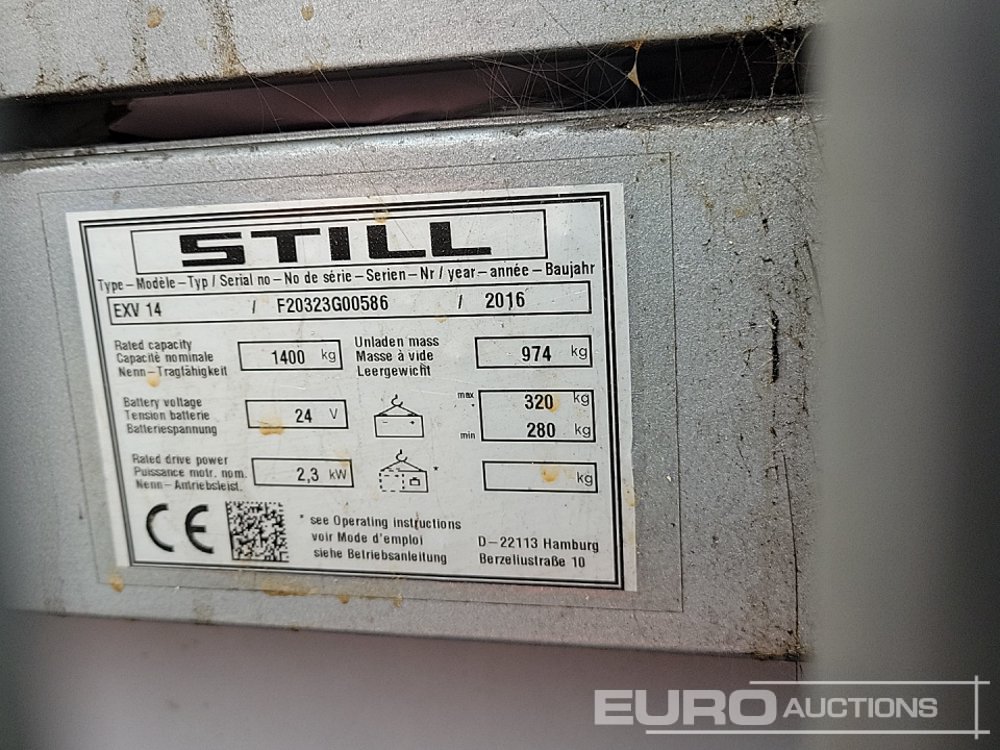 STILL
Type – Modèle – Typ / Serial no – No de série – Serien – Nr / year – année – Baujahr
EXV 14 / F20323G00586 / 2016
Rated capacity
Capacité nominale
Nenn – Tragfähigkeit
1400 kg
Unladen mass
Masse à vide
Leergewicht
974 kg
Battery voltage
Tension batterie
Batteriespannung
24 V
max 320 kg
min 280 kg
Rated drive power
Puissance motr. nom.
Nenn – Antriebsleist.
2,3 kW
*
kg
CE
* see Operating instructions
voir Mode d'emploi
siehe Betriebsanleitung
D – 22113 Hamburg
Berzeliustraße 10
EURO AUCTIONS